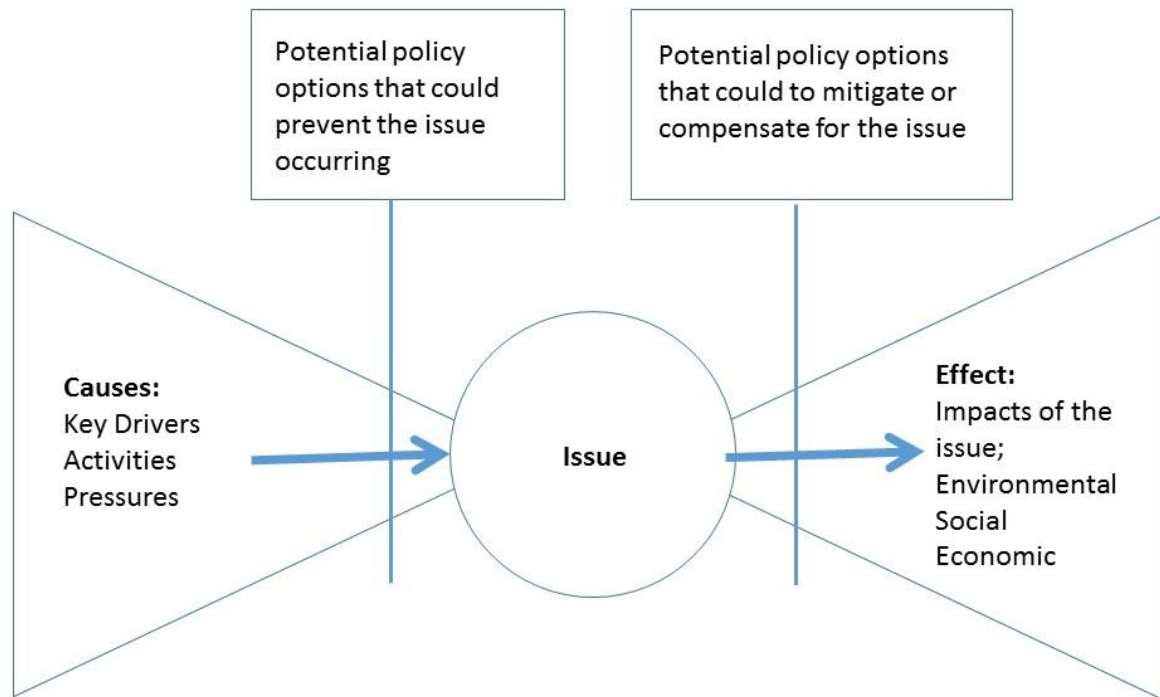 Potential policy
options that could
prevent the issue
occurring
Potential policy options
that could to mitigate or
compensate for the issue
Causes:
Key Drivers
Activities
Pressures
Issue
Effect:
Impacts of the
issue;
Environmental
Social
Economic